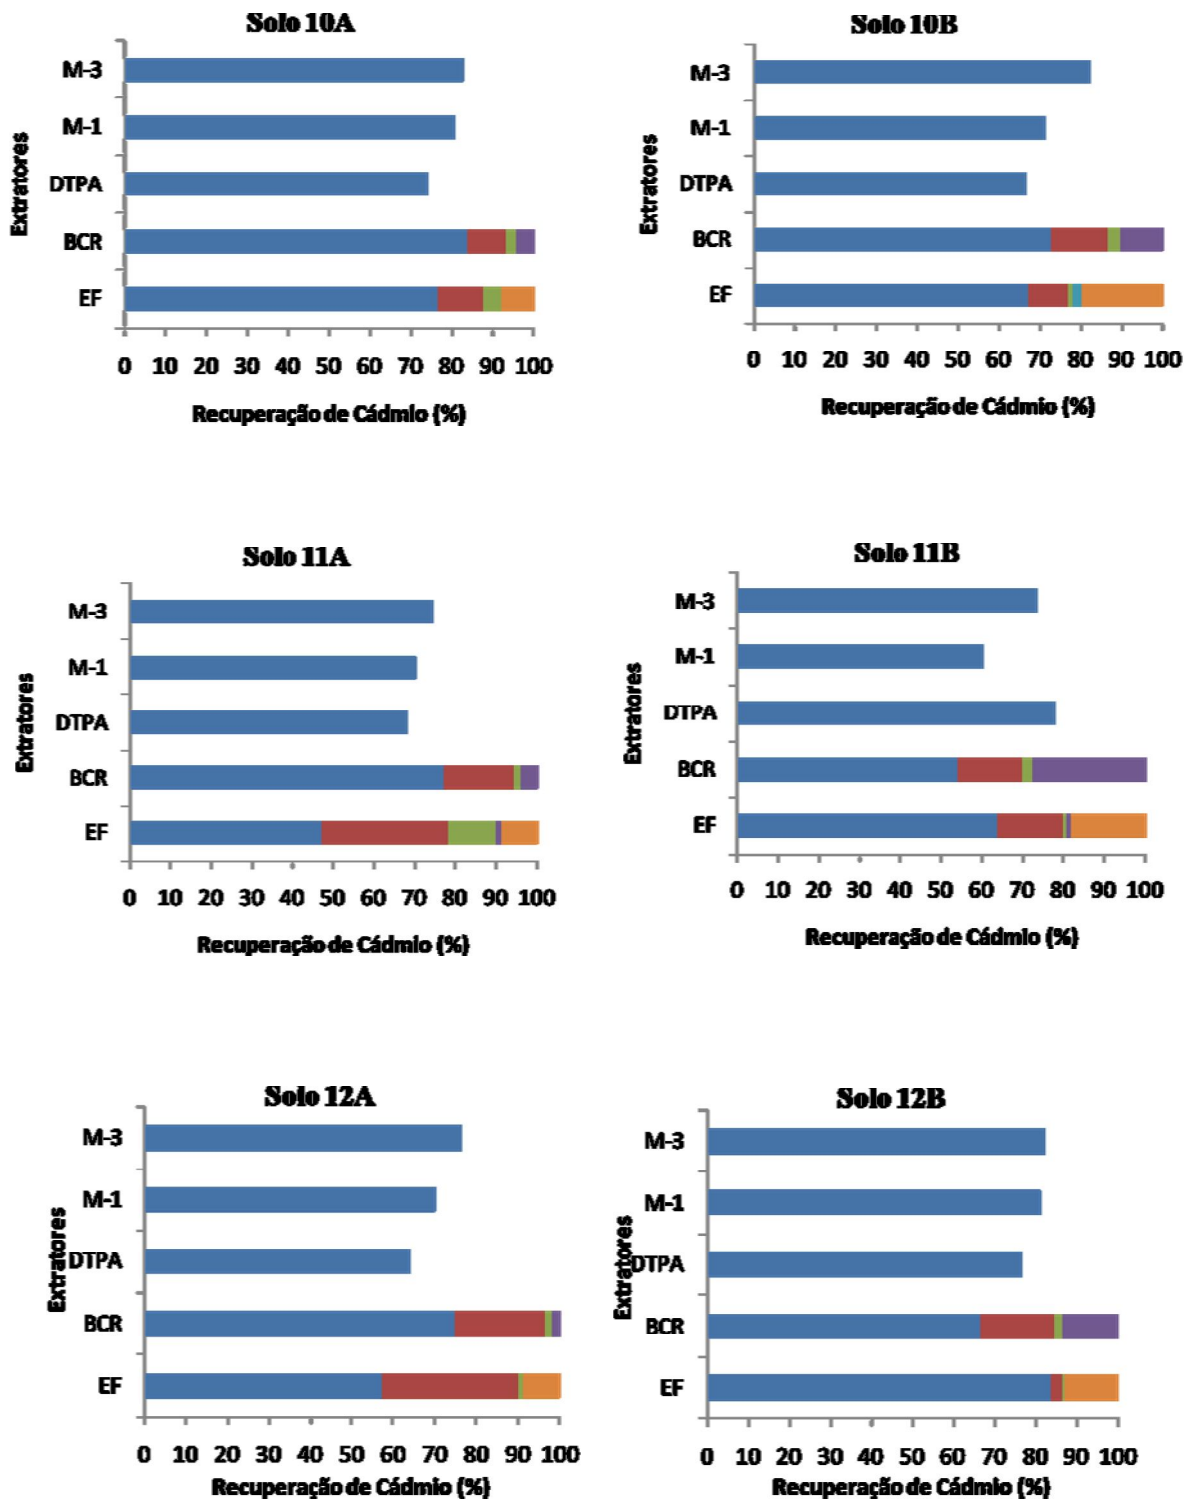 Solo 10A
Extratores
M-3
M-1
DTPA
BCR
EF
0 10 20 30 40 50 60 70 80 90 100
Recuperação de Cádmio (%)
Solo 10B
Extratores
M-3
M-1
DTPA
BCR
EF
0 10 20 30 40 50 60 70 80 90 100
Recuperação de Cádmio (%)
Solo 11A
Extratores
M-3
M-1
DTPA
BCR
EF
0 10 20 30 40 50 60 70 80 90 100
Recuperação de Cádmio (%)
Solo 11B
Extratores
M-3
M-1
DTPA
BCR
EF
0 10 20 30 40 50 60 70 80 90 100
Recuperação de Cádmio (%)
Solo 12A
Extratores
M-3
M-1
DTPA
BCR
EF
0 10 20 30 40 50 60 70 80 90 100
Recuperação de Cádmio (%)
Solo 12B
Extratores
M-3
M-1
DTPA
BCR
EF
0 10 20 30 40 50 60 70 80 90 100
Recuperação de Cádmio (%)